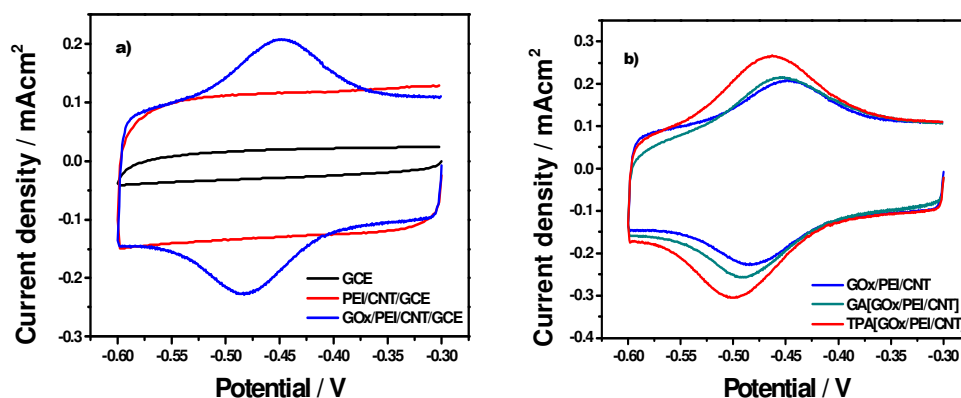 a)
Current density / mAcm²
0.2
0.1
0.0
-0.1
-0.2
-0.3
GCE
PEI/CNT/GCE
GOx/PEI/CNT/GCE
-0.60 -0.55 -0.50 -0.45 -0.40 -0.35 -0.30
Potential / V
b)
Current density / mAcm²
0.3
0.2
0.1
0.0
-0.1
-0.2
-0.3
-0.4
GOx/PEI/CNT
GA[GOx/PEI/CNT]
TPA[GOx/PEI/CNT
-0.60 -0.55 -0.50 -0.45 -0.40 -0.35 -0.30
Potential / V